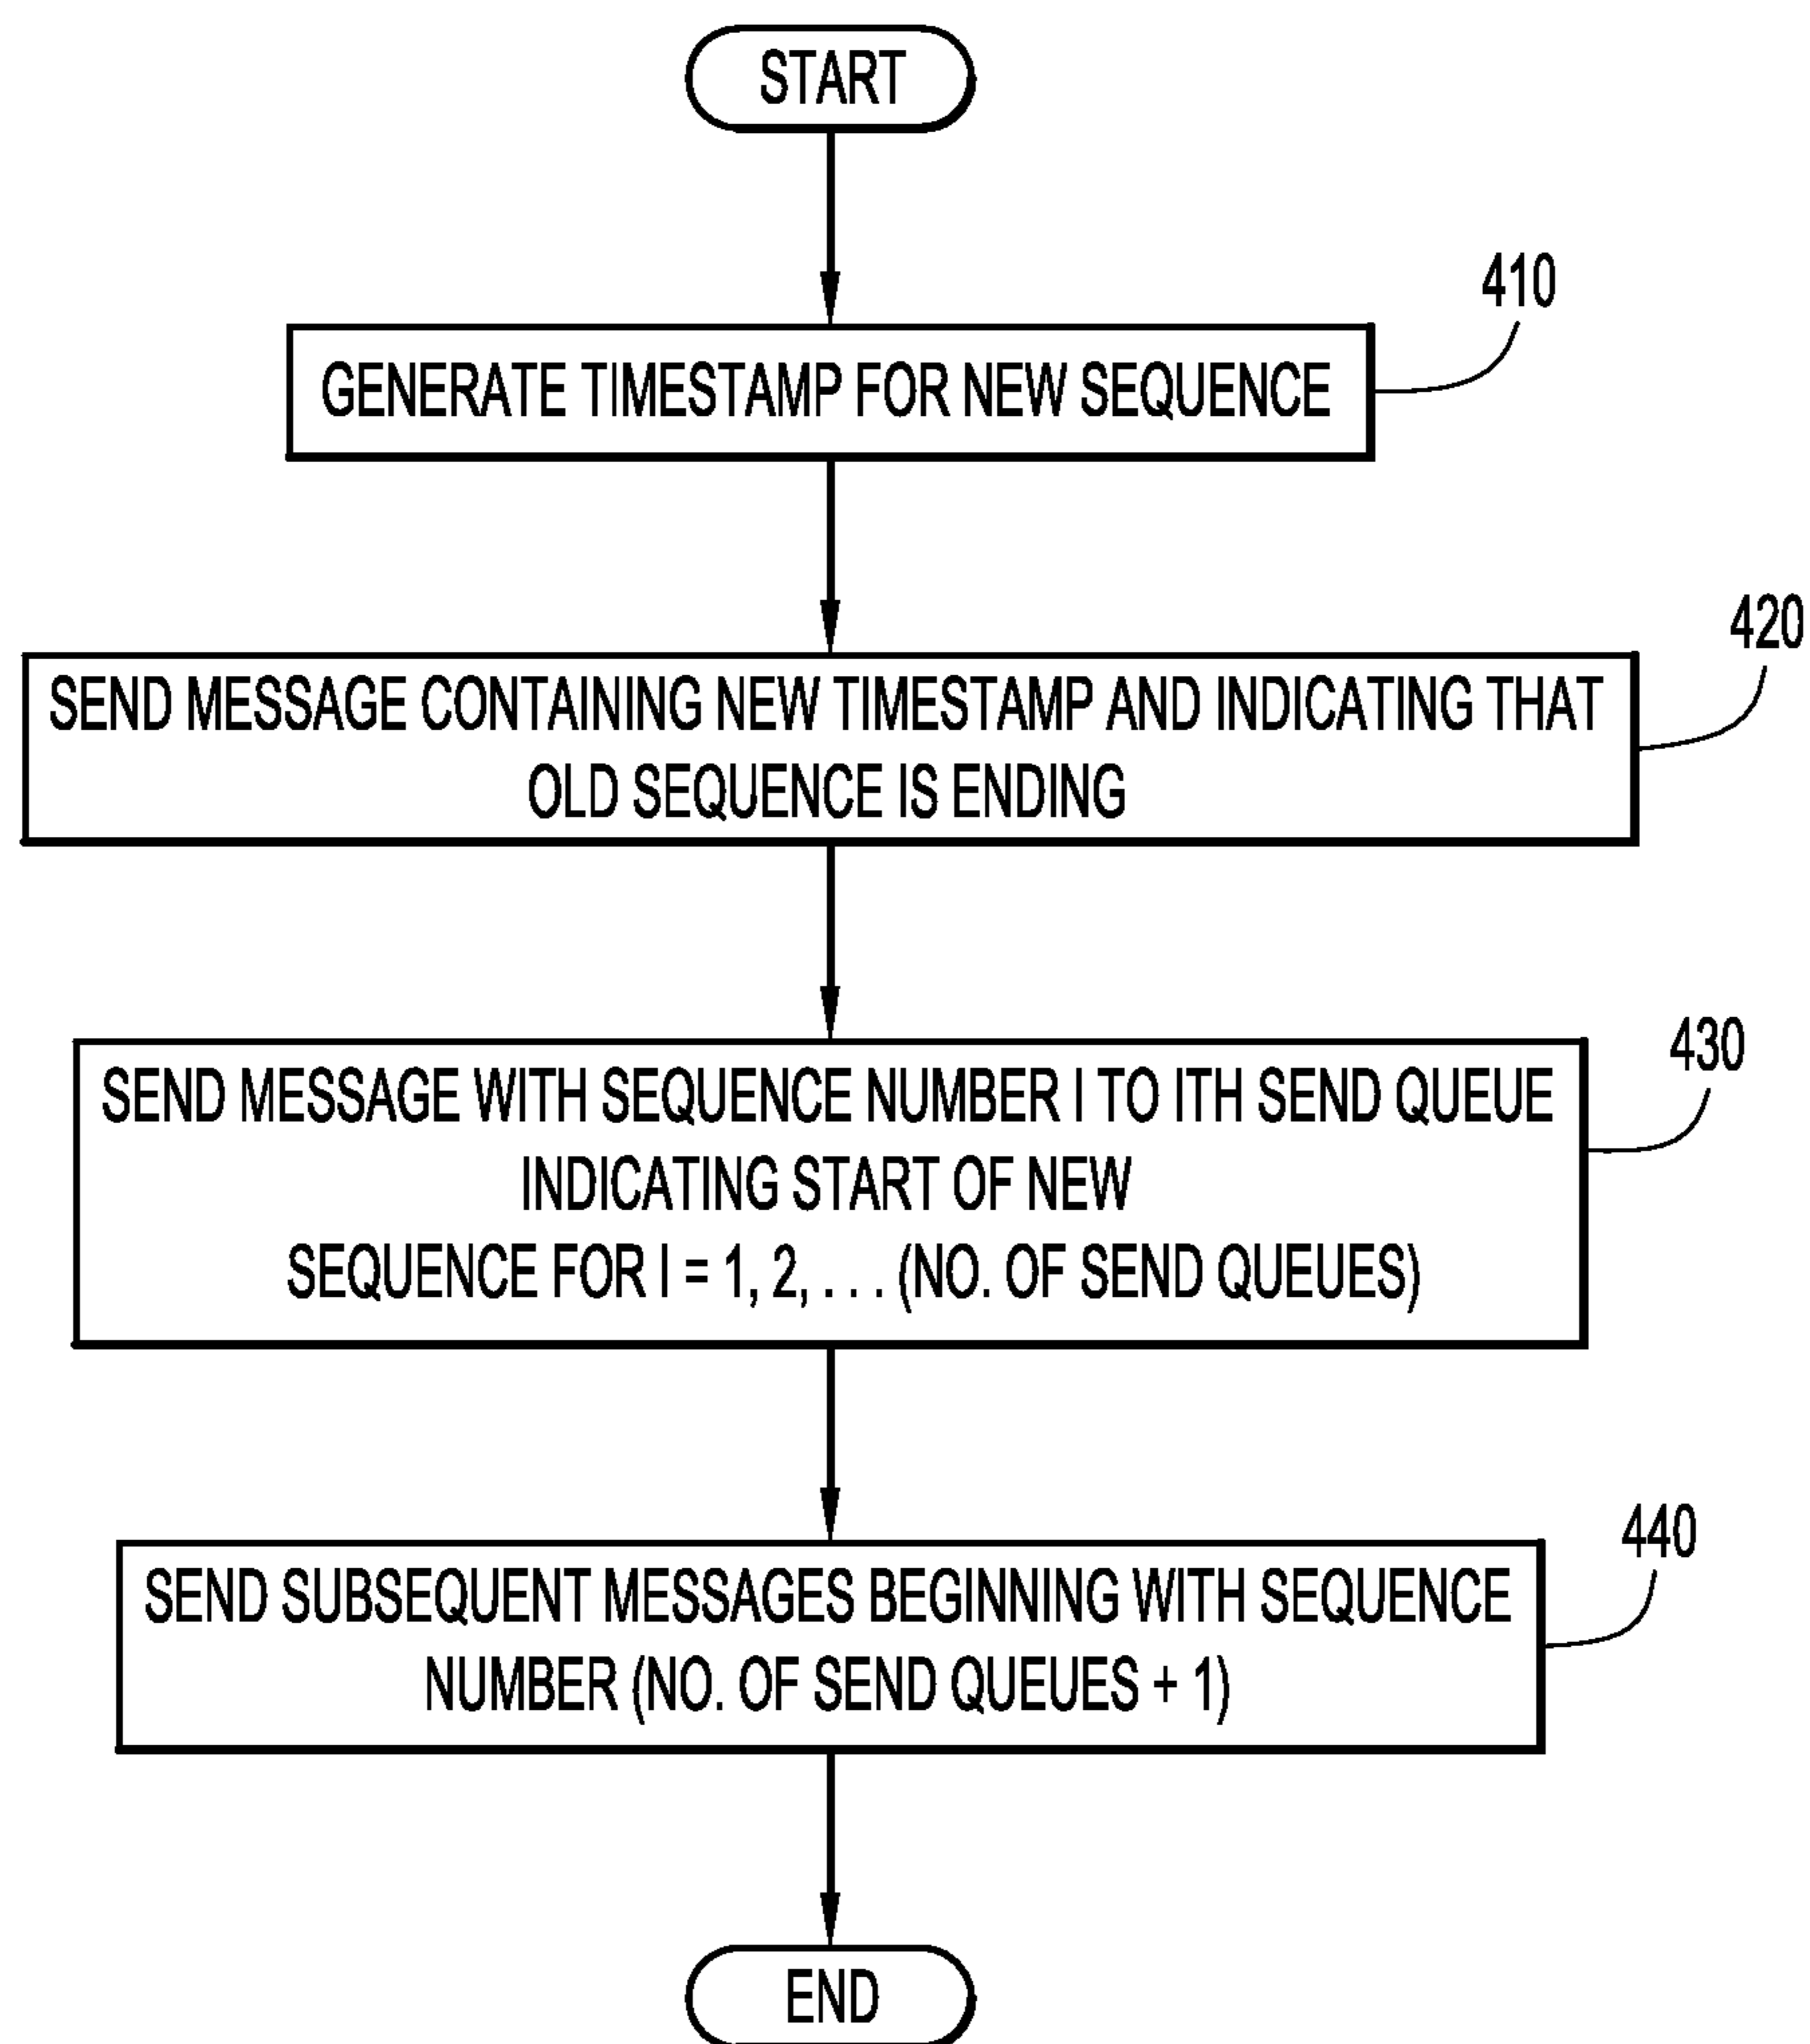 START
410
GENERATE TIMESTAMP FOR NEW SEQUENCE
420
SEND MESSAGE CONTAINING NEW TIMESTAMP AND INDICATING THAT
OLD SEQUENCE IS ENDING
430
SEND MESSAGE WITH SEQUENCE NUMBER I TO ITH SEND QUEUE
INDICATING START OF NEW
SEQUENCE FOR I = 1, 2, . . . (NO. OF SEND QUEUES)
440
SEND SUBSEQUENT MESSAGES BEGINNING WITH SEQUENCE
NUMBER (NO. OF SEND QUEUES + 1)
END